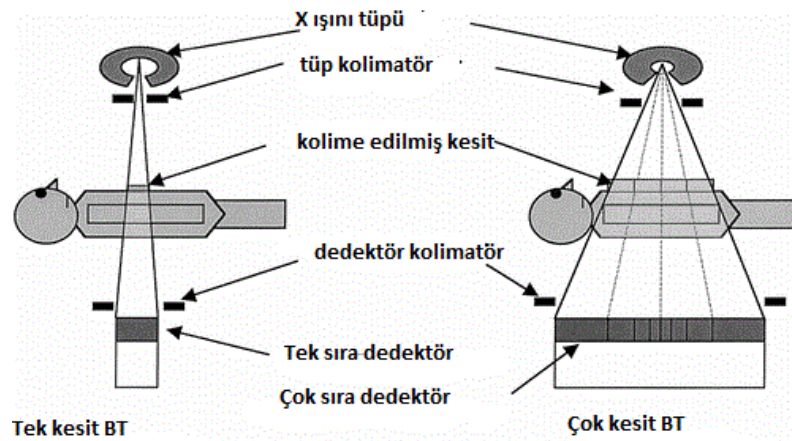 X ışını tüpü
tüp kolimatör
kolime edilmiş kesit
dedektör kolimatör
Tek sıra dedektör
Çok sıra dedektör
Tek kesit BT
Çok kesit BT